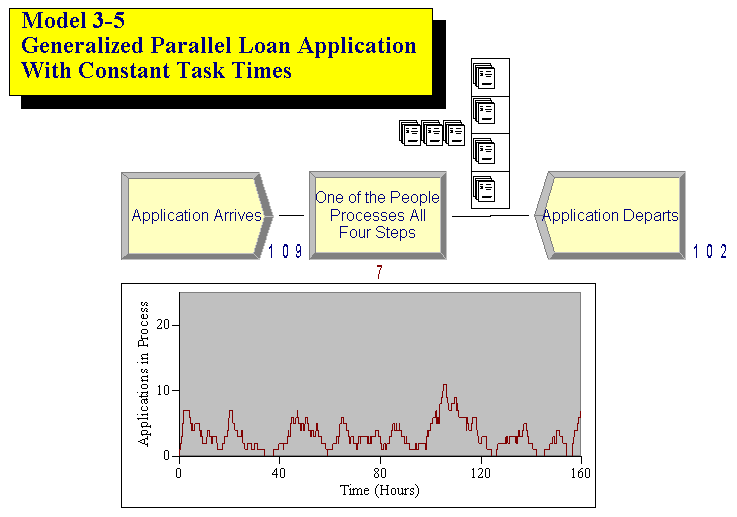 Model 3-5
Generalized Parallel Loan Application
With Constant Task Times
Application Arrives
One of the People
Processes All
Four Steps
Application Departs
1 0 9
7
1 0 2
Applications in Process
20
10
0
0 40 80 120 160
Time (Hours)